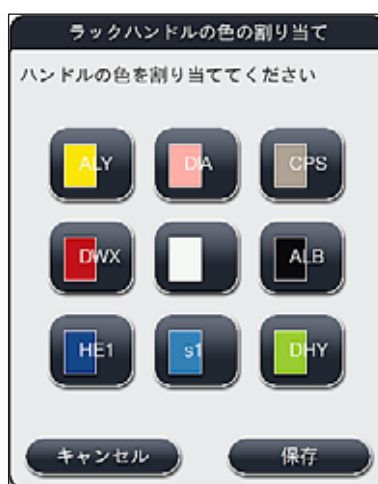 ラックハンドルの色の割り当て
ハンドルの色を割り当ててください
ALY DIA CPS
DWX ALB
HE1 s1 DHY
キャンセル 保存